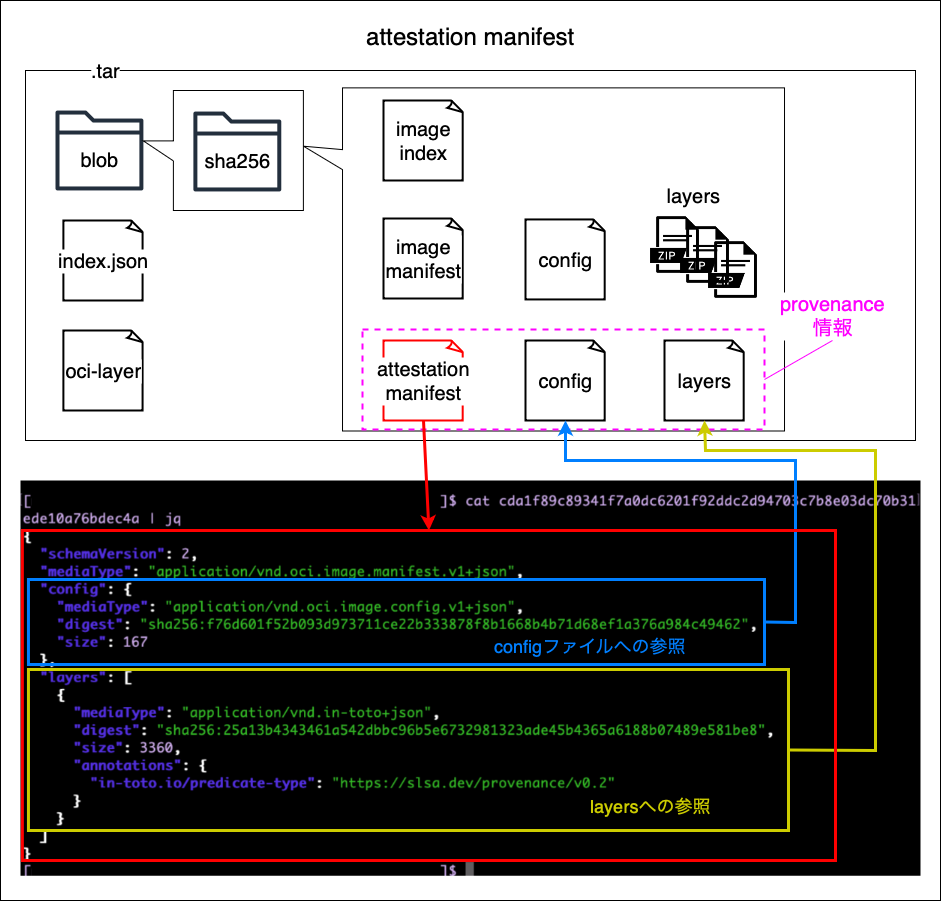 attestation manifest
.tar
blob
sha256
image
index
layers
index.json
image
manifest
config
ZIP
ZIP
ZIP
provenance
情報
oci-layer
attestation
manifest
config
layers
[ ]$ cat cda1f89c89341f7a0dc6201f92ddc2d94703c7b8e03dc70b31
ede10a76bdec4a | jq
{
"schemaVersion": 2,
"mediaType": "application/vnd.oci.image.manifest.v1+json",
"config": {
"mediaType": "application/vnd.oci.image.config.v1+json",
"digest": "sha256:f76d601f52b093d973711ce22b333878f8b1668b4b71d68ef1a376a984c49462",
"size": 167
configファイルへの参照
},
"layers": [
{
"mediaType": "application/vnd.in-toto+json",
"digest": "sha256:25a13b4343461a542dbbc96b5e6732981323ade45b4365a6188b07489e581be8",
"size": 3360,
"annotations": {
"in-toto.io/predicate-type": "https://slsa.dev/provenance/v0.2"
}
layersへの参照
}
]
}
[ ]$